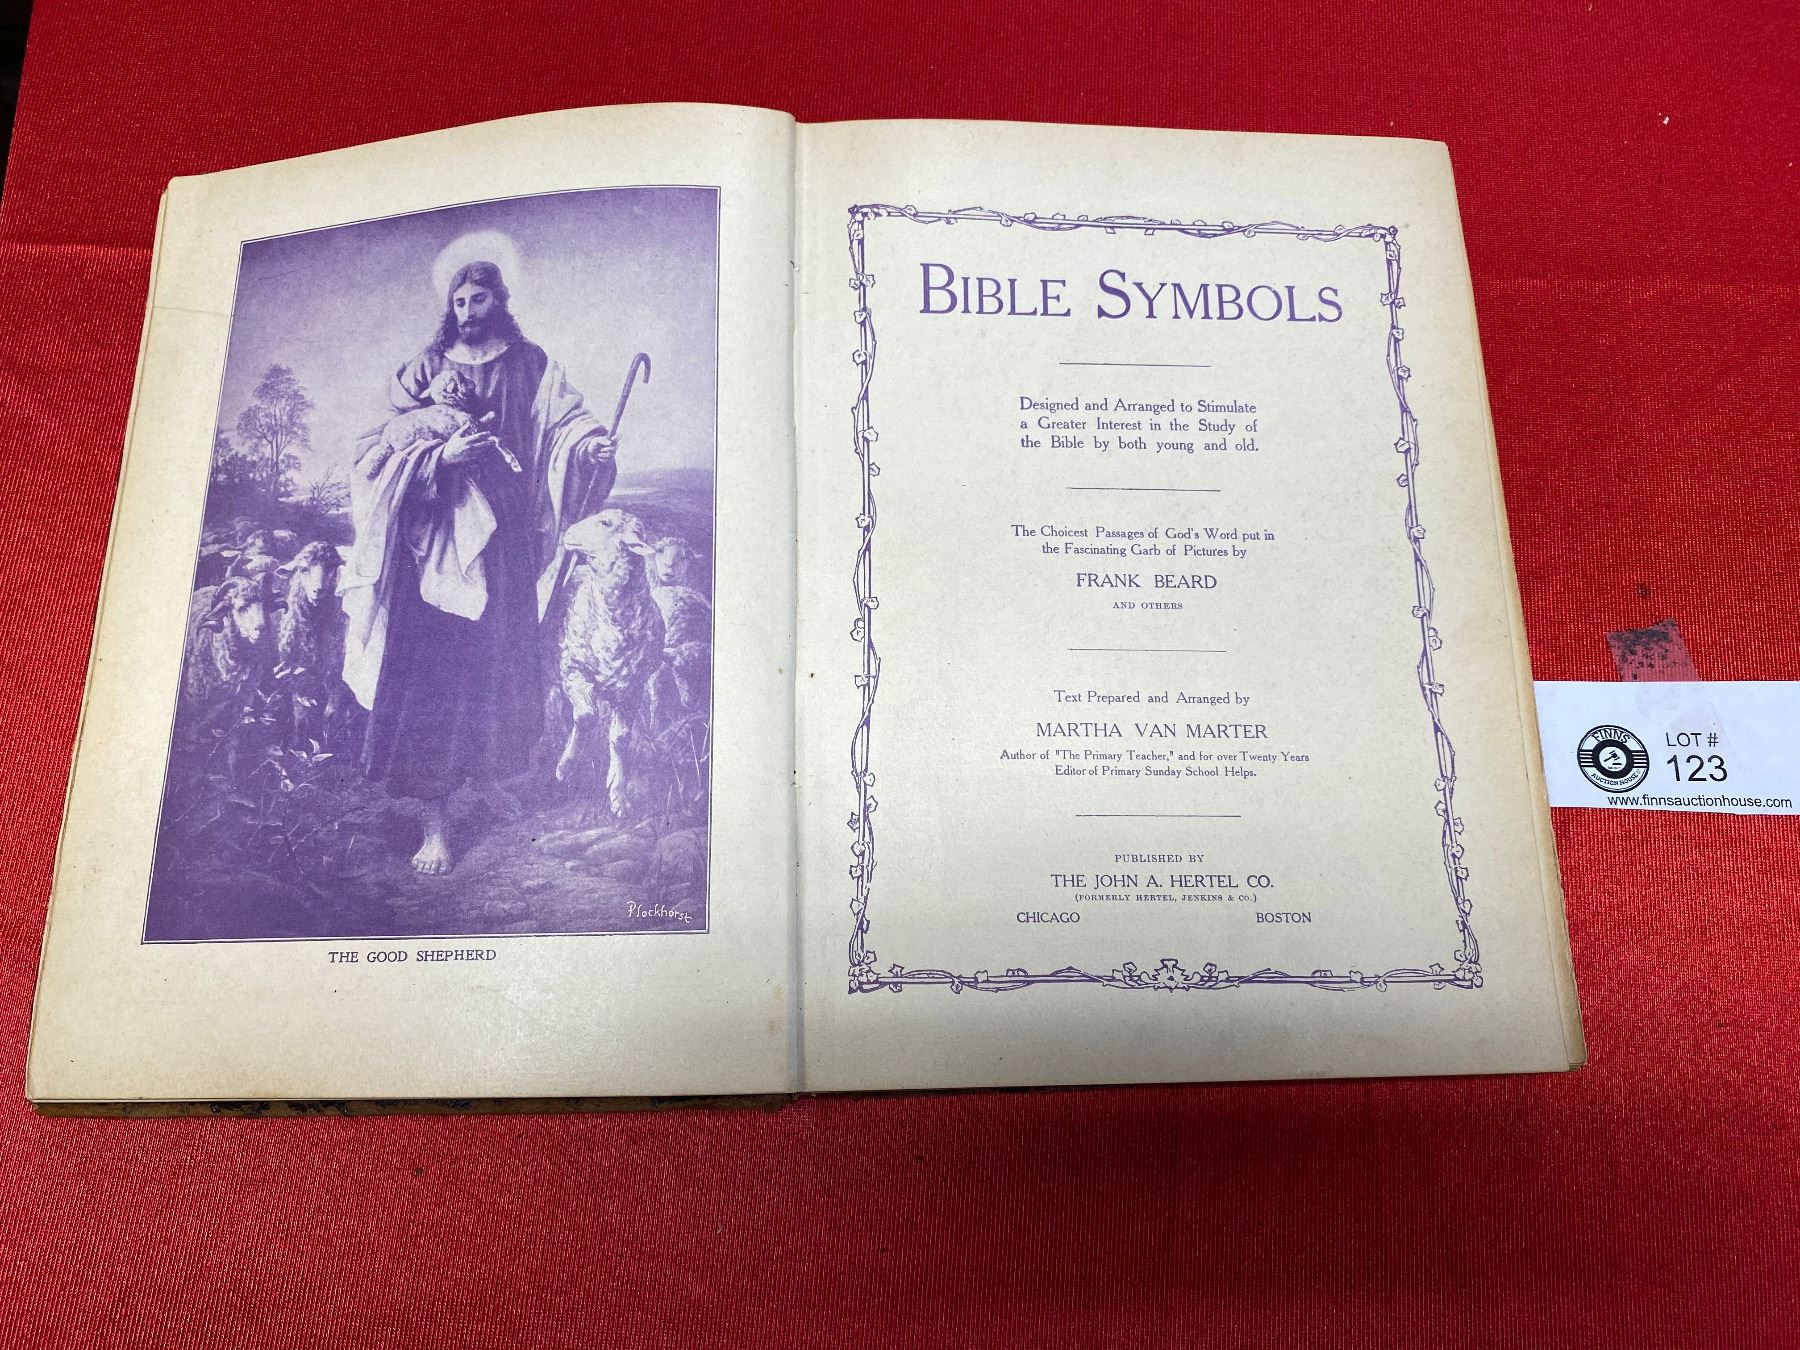 Plockhorst
THE GOOD SHEPHERD
BIBLE SYMBOLS
Designed and Arranged to Stimulate
a Greater Interest in the Study of
the Bible by both young and old.
The Choicest Passages of God's Word put in
the Fascinating Garb of Pictures by
FRANK BEARD
AND OTHERS
Text Prepared and Arranged by
MARTHA VAN MARTER
Author of "The Primary Teacher," and for over Twenty Years
Editor of Primary Sunday School Helps.
PUBLISHED BY
THE JOHN A. HERTEL CO.
(FORMERLY HERTEL, JENKINS & CO.)
CHICAGO BOSTON
FINNS
AUCTION HOUSE
LOT #
123
www.finnsauctionhouse.com